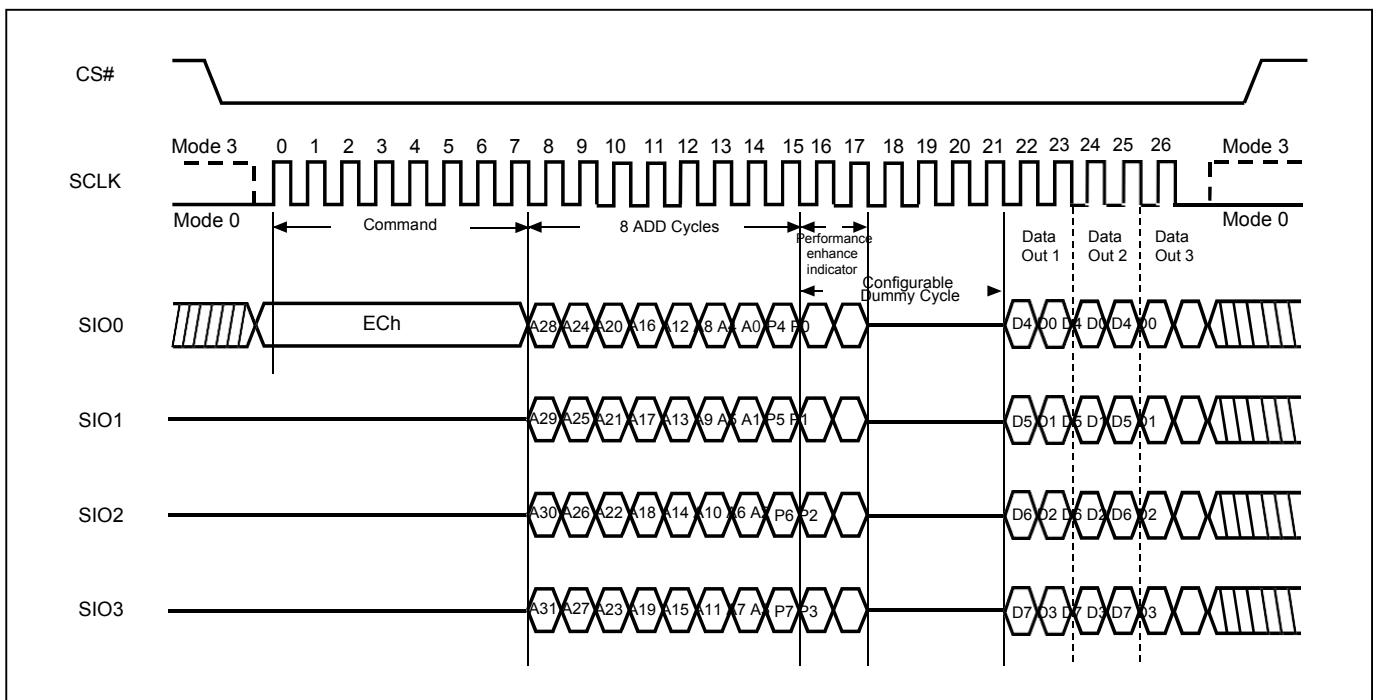 CS#
Mode 3 0 1 2 3 4 5 6 7 8 9 10 11 12 13 14 15 16 17 18 19 20 21 22 23 24 25 26 Mode 3
SCLK
Mode 0 Mode 0
Command
8 ADD Cycles
Performance
enhance
indicator
Configurable
Dummy Cycle
Data
Out 1
Data
Out 2
Data
Out 3
SIO0 ECh A28 A24 A20 A16 A12 A8 A4 A0 P4 P0 D4 D0 D4 D0 D4 D0
SIO1 A29 A25 A21 A17 A13 A9 A5 A1 P5 P1 D5 D1 D5 D1 D5 D1
SIO2 A30 A26 A22 A18 A14 A10 A6 A2 P6 P2 D6 D2 D6 D2 D6 D2
SIO3 A31 A27 A23 A19 A15 A11 A7 A3 P7 P3 D7 D3 D7 D3 D7 D3